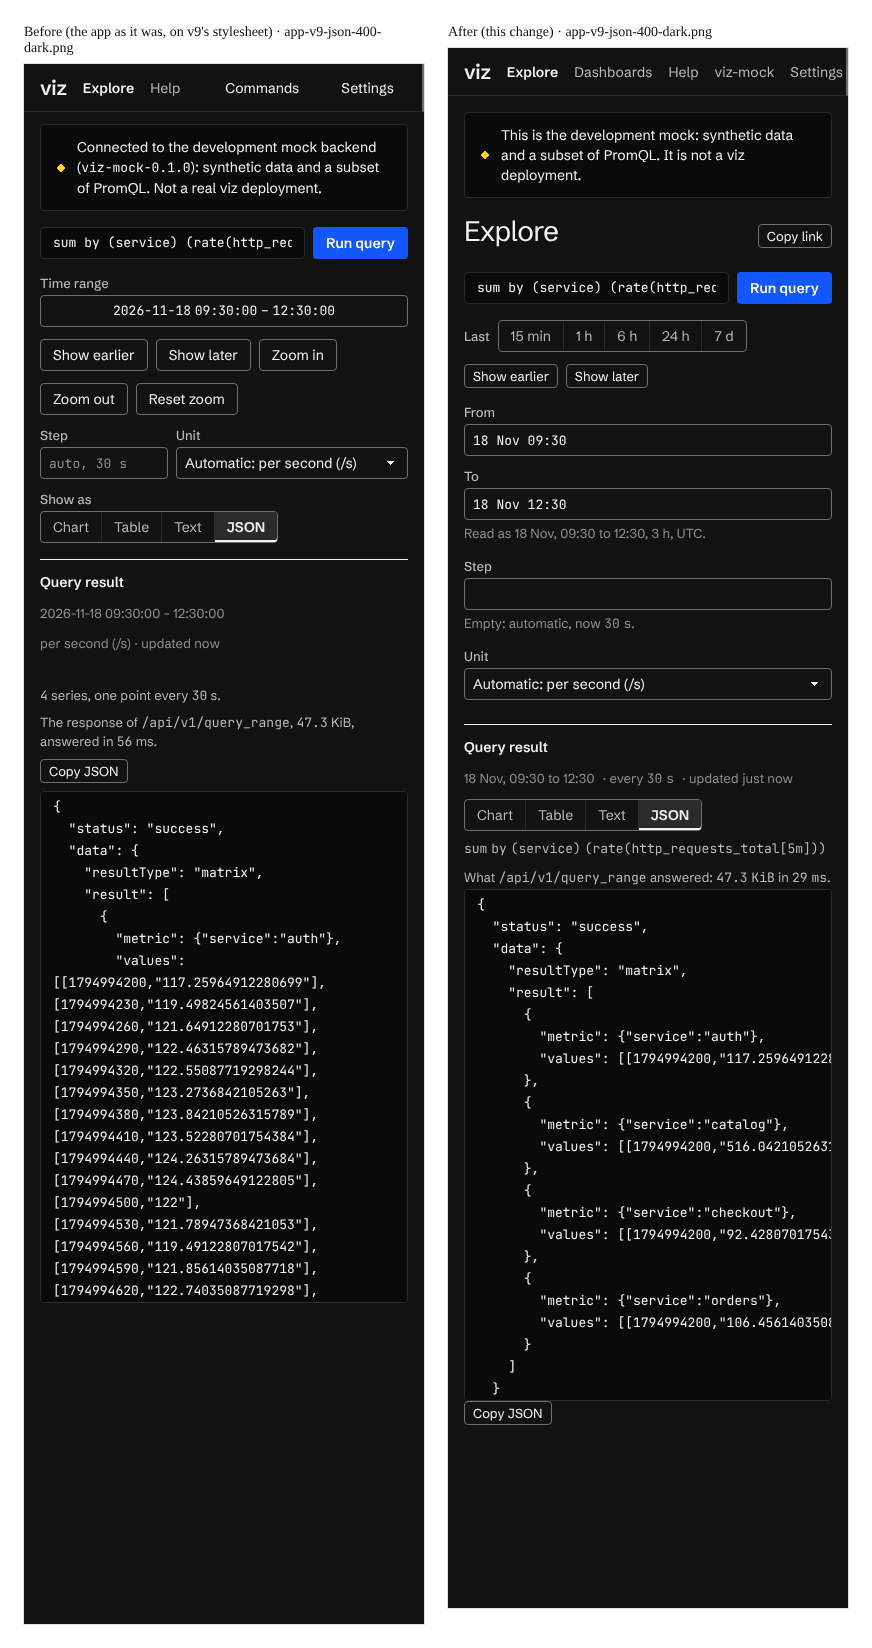 Before (the app as it was, on v9's stylesheet) · app-v9-json-400-
dark.png
viz Explore Help Commands Settings
Connected to the development mock backend
(viz-mock-0.1.0): synthetic data and a subset
of PromQL. Not a real viz deployment.
sum by (service) (rate(http_rec Run query
Time range
2026-11-18 09:30:00 – 12:30:00
Show earlier Show later Zoom in
Zoom out Reset zoom
Step Unit
auto, 30 s Automatic: per second (/s)
Show as
Chart Table Text JSON
Query result
2026-11-18 09:30:00 – 12:30:00
per second (/s) · updated now
4 series, one point every 30 s.
The response of /api/v1/query_range, 47.3 KiB,
answered in 56 ms.
Copy JSON
{
"status": "success",
"data": {
"resultType": "matrix",
"result": [
{
"metric": {"service":"auth"},
"values":
[[1794994200,"117.25964912280699"],
[1794994230,"119.49824561403507"],
[1794994260,"121.64912280701753"],
[1794994290,"122.46315789473682"],
[1794994320,"122.55087719298244"],
[1794994350,"123.2736842105263"],
[1794994380,"123.84210526315789"],
[1794994410,"123.52280701754384"],
[1794994440,"124.26315789473684"],
[1794994470,"124.43859649122805"],
[1794994500,"122"],
[1794994530,"121.78947368421053"],
[1794994560,"119.49122807017542"],
[1794994590,"121.85614035087718"],
[1794994620,"122.74035087719298"],
After (this change) · app-v9-json-400-dark.png
viz Explore Dashboards Help viz-mock Settings
This is the development mock: synthetic data
and a subset of PromQL. It is not a viz
deployment.
Explore Copy link
sum by (service) (rate(http_rec Run query
Last 15 min 1 h 6 h 24 h 7 d
Show earlier Show later
From
18 Nov 09:30
To
18 Nov 12:30
Read as 18 Nov, 09:30 to 12:30, 3 h, UTC.
Step
Empty: automatic, now 30 s.
Unit
Automatic: per second (/s)
Query result
18 Nov, 09:30 to 12:30 · every 30 s · updated just now
Chart Table Text JSON
sum by (service) (rate(http_requests_total[5m]))
What /api/v1/query_range answered: 47.3 KiB in 29 ms.
{
"status": "success",
"data": {
"resultType": "matrix",
"result": [
{
"metric": {"service":"auth"},
"values": [[1794994200,"117.2596491228
},
{
"metric": {"service":"catalog"},
"values": [[1794994200,"516.0421052631
},
{
"metric": {"service":"checkout"},
"values": [[1794994200,"92.42807017543
},
{
"metric": {"service":"orders"},
"values": [[1794994200,"106.4561403508
}
]
}
Copy JSON